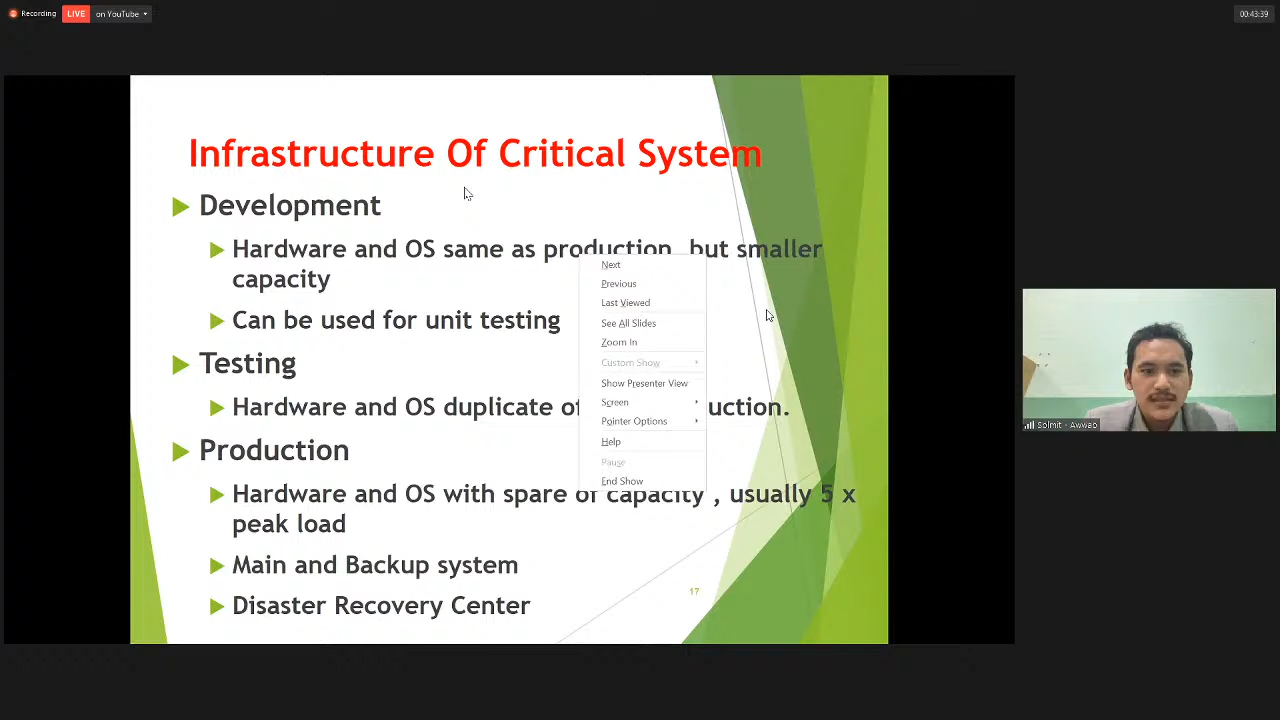 Recording
LIVE on YouTube
00:43:39
Infrastructure Of Critical System
Development
Hardware and OS same as production, but smaller
capacity
Can be used for unit testing
Testing
Hardware and OS duplicate of uction.
Production
Hardware and OS with spare of capacity , usually 5 x
peak load
Main and Backup system
Disaster Recovery Center
17
Next
Previous
Last Viewed
See All Slides
Zoom In
Custom Show
Show Presenter View
Screen
Pointer Options
Help
Pause
End Show
Solmit - Awwab